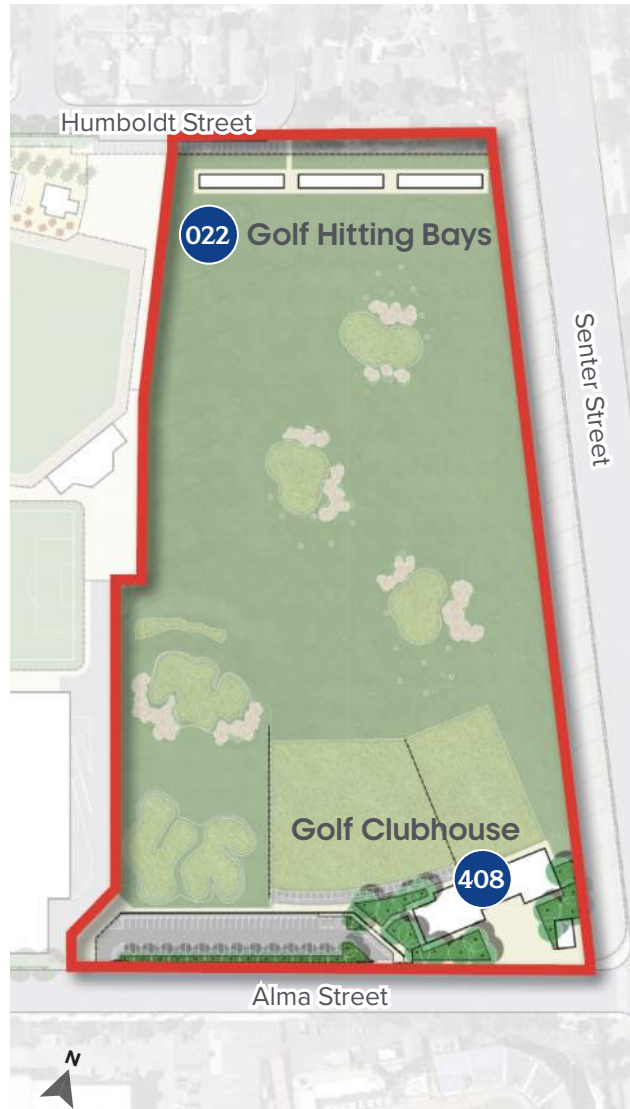 Humboldt Street
022 Golf Hitting Bays
Senter Street
Golf Clubhouse
408
Alma Street
N